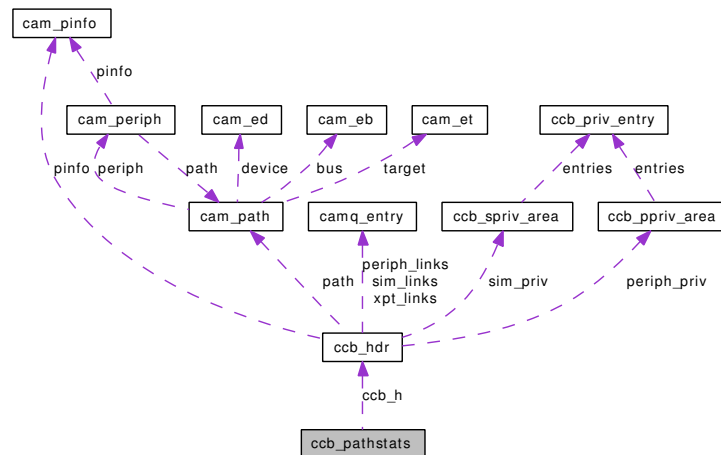 cam_pinfo
pinfo
cam_periph
cam_ed
cam_eb
cam_et
ccb_priv_entry
pinfo
periph
path
device
bus
target
entries
entries
cam_path
camq_entry
ccb_spriv_area
ccb_ppriv_area
path
periph_links
sim_links
xpt_links
sim_priv
periph_priv
ccb_hdr
ccb_h
ccb_pathstats